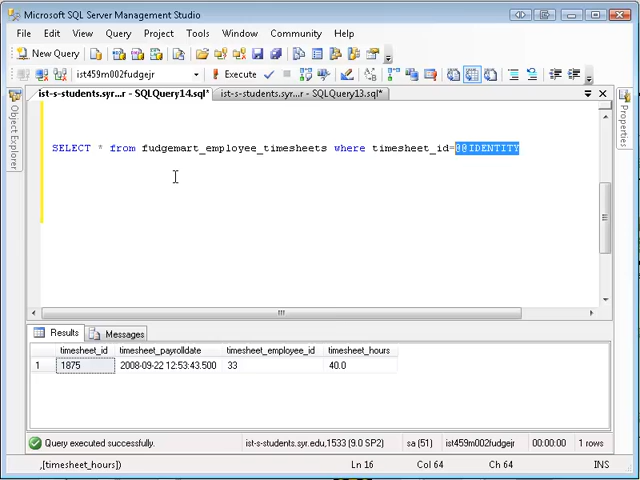 Microsoft SQL Server Management Studio
File Edit View Query Project Tools Window Community Help
New Query
ist459m002fudgejr Execute
ist-s-students.syr...r - SQLQuery14.sql* ist-s-students.syr...r - SQLQuery13.sql*
Object Explorer
Properties
SELECT * from fudgemart_employee_timesheets where timesheet_id=@@IDENTITY
Results Messages
timesheet_id timesheet_payrolldate timesheet_employee_id timesheet_hours
1 1875 2008-09-22 12:53:43.500 33 40.0
Query executed successfully. ist-s-students.syr.edu,1533 (9.0 SP2) sa (51) ist459m002fudgejr 00:00:00 1 rows
,[timesheet_hours]) Ln 16 Col 64 Ch 64 INS